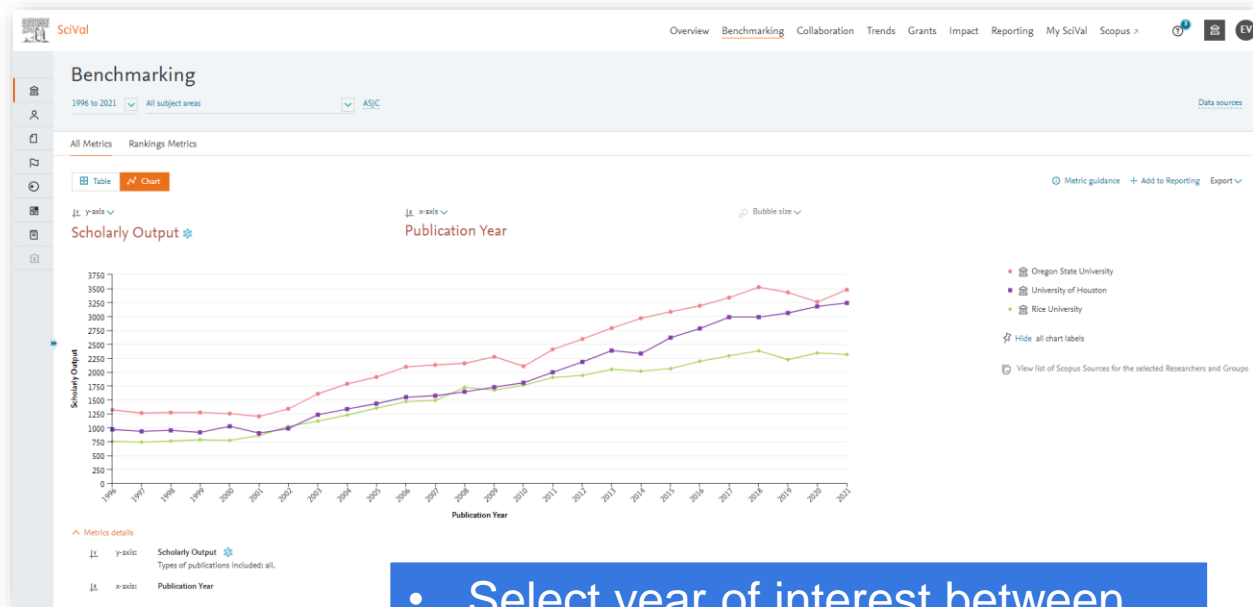 SciVal
Overview Benchmarking Collaboration Trends Grants Impact Reporting My SciVal Scopus EV
Benchmarking
1996 to 2021 All subject areas ASJC
Data sources
All Metrics Rankings Metrics
Table Chart
Metric guidance + Add to Reporting Export
y-axis x-axis Bubble size
Scholarly Output Publication Year
Oregon State University
University of Houston
Rice University
Hide all chart labels
View list of Scopus Sources for the selected Researchers and Groups
Scholarly Output
3750
3500
3250
3000
2750
2500
2250
2000
1750
1500
1250
1000
750
500
250
0
1996 1997 1998 1999 2000 2001 2002 2003 2004 2005 2006 2007 2008 2009 2010 2011 2012 2013 2014 2015 2016 2017 2018 2019 2020 2021
Publication Year
Metrics details
y-axis: Scholarly Output
Types of publications included: all.
x-axis: Publication Year
• Select year of interest between